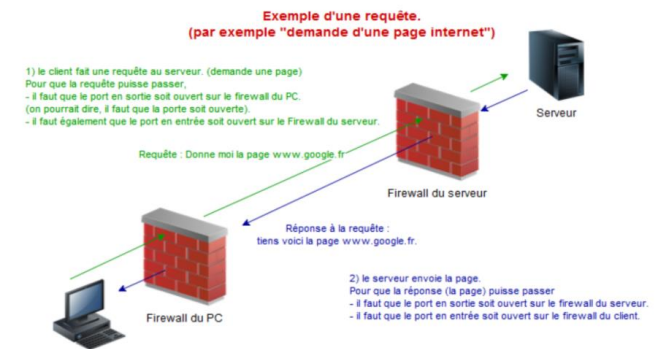 Exemple d'une requête.
(par exemple "demande d'une page internet")
1) le client fait une requête au serveur. (demande une page)
Pour que la requête puisse passer,
- il faut que le port en sortie soit ouvert sur le firewall du PC.
(on pourrait dire, il faut que la porte soit ouverte).
- il faut également que le port en entrée soit ouvert sur le Firewall du serveur.
Serveur
Requête : Donne moi la page www.google.fr
Firewall du serveur
Réponse à la requête :
tiens voici la page www.google.fr.
2) le serveur envoie la page.
Pour que la réponse (la page) puisse passer
- il faut que le port en sortie soit ouvert sur le firewall du serveur.
- il faut que le port en entrée soit ouvert sur le firewall du client.
Firewall du PC